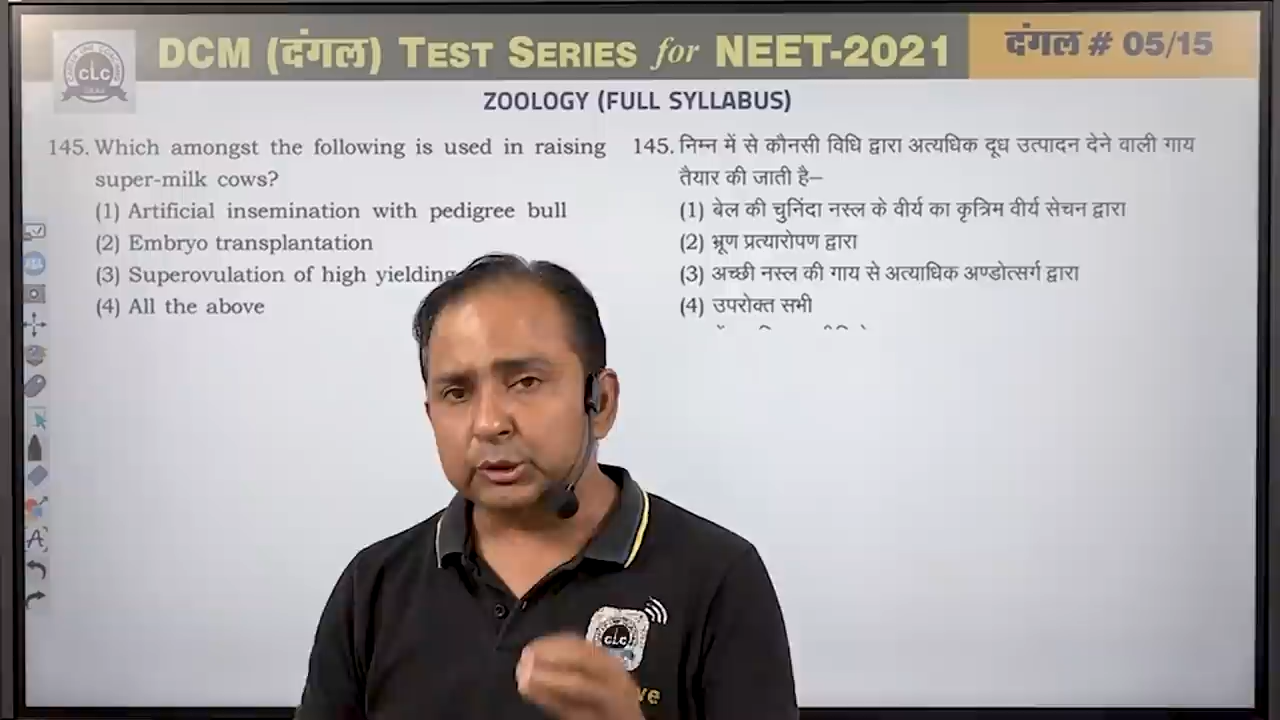 DCM (दंगल) TEST SERIES for NEET-2021
दंगल # 05/15
CLC
ZOOLOGY (FULL SYLLABUS)
145. Which amongst the following is used in raising
super-milk cows?
(1) Artificial insemination with pedigree bull
(2) Embryo transplantation
(3) Superovulation of high yielding
(4) All the above
145. निम्न में से कौनसी विधि द्वारा अत्यधिक दूध उत्पादन देने वाली गाय
तैयार की जाती है–
(1) बेल की चुनिंदा नस्ल के वीर्य का कृत्रिम वीर्य सेचन द्वारा
(2) भ्रूण प्रत्यारोपण द्वारा
(3) अच्छी नस्ल की गाय से अत्याधिक अण्डोत्सर्ग द्वारा
(4) उपरोक्त सभी
CLC
ve